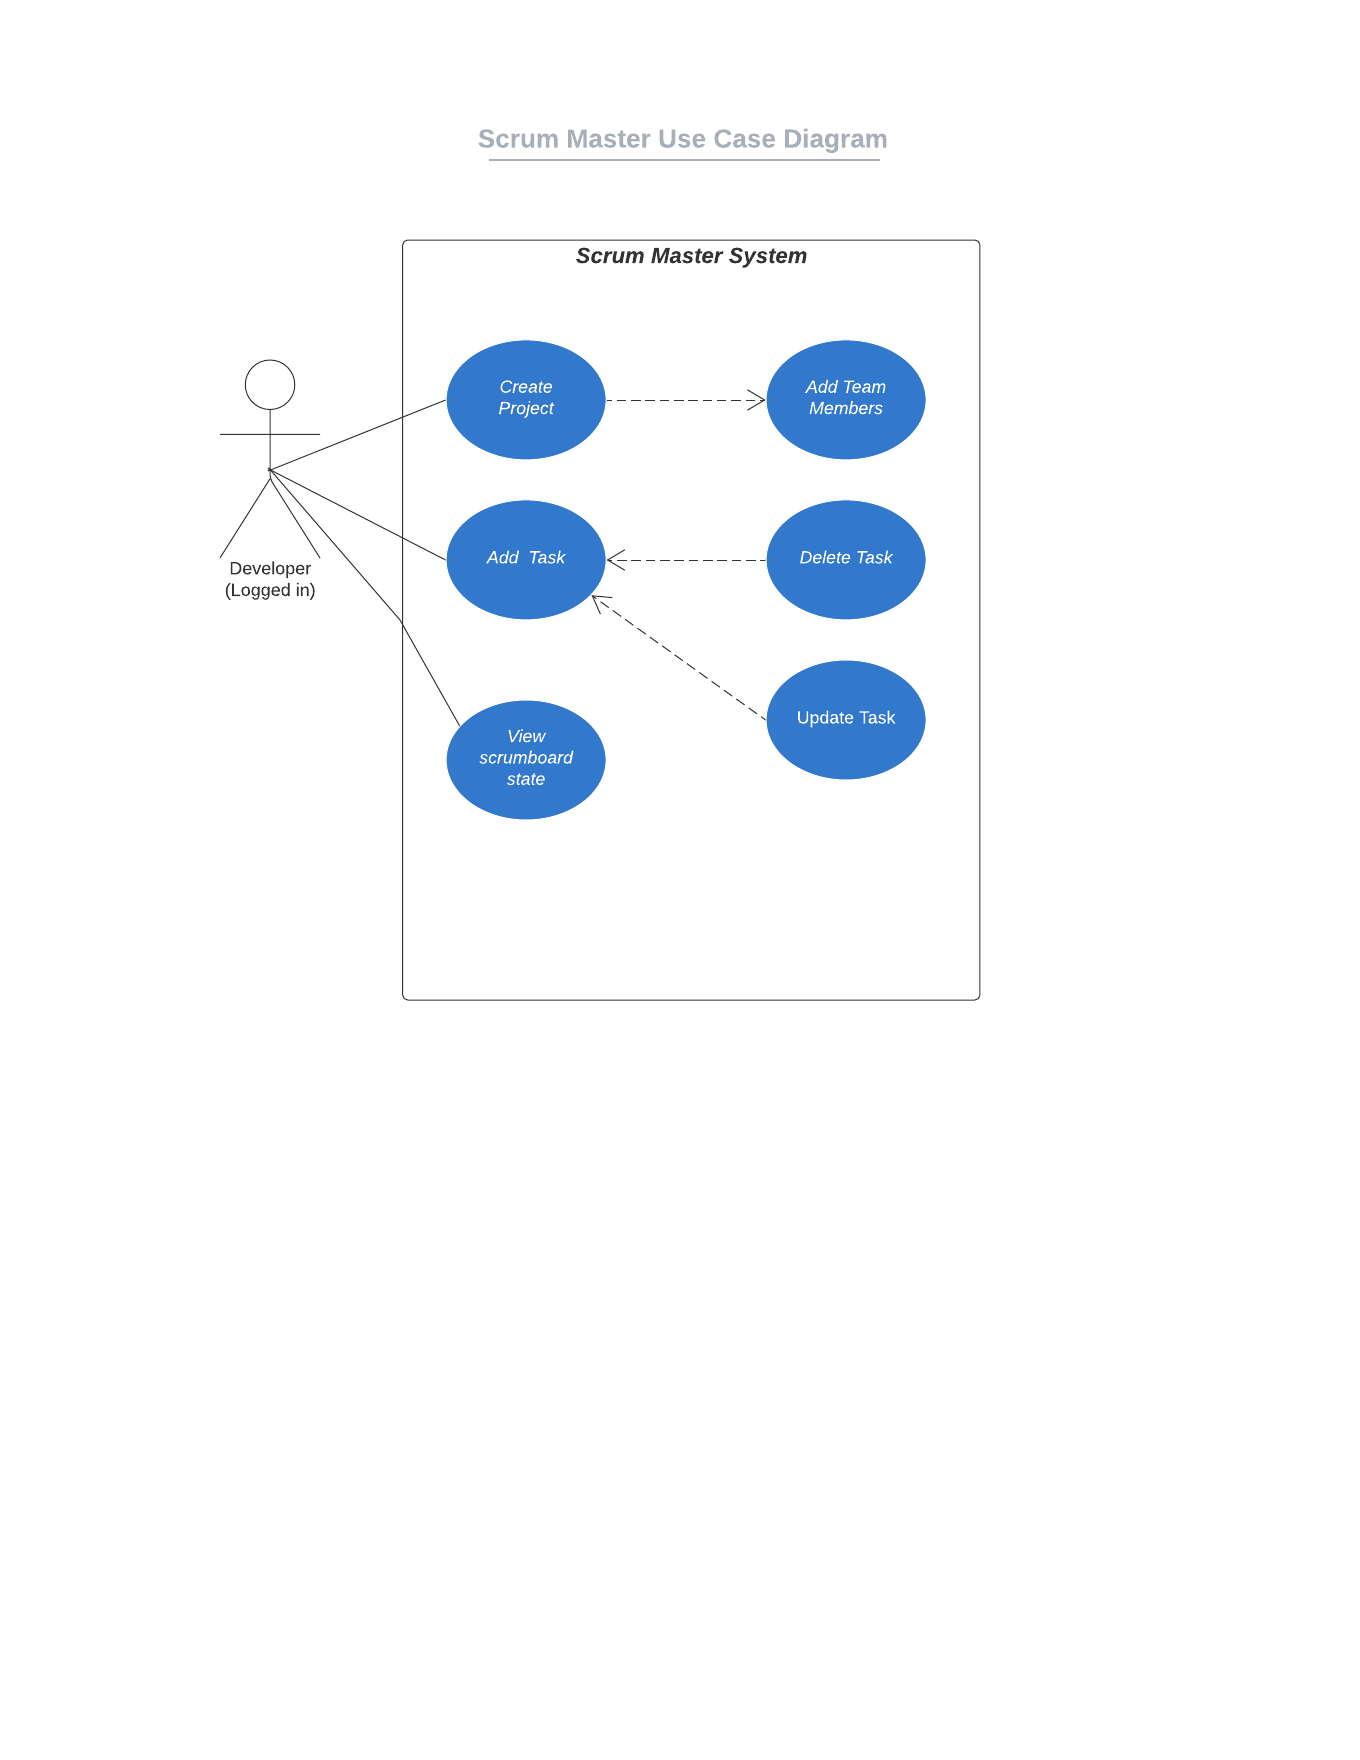 Scrum Master Use Case Diagram
Scrum Master System
Create
Project
Add Team
Members
Add  Task
Delete Task
Developer
(Logged in)
Update Task
View
scrumboard
state